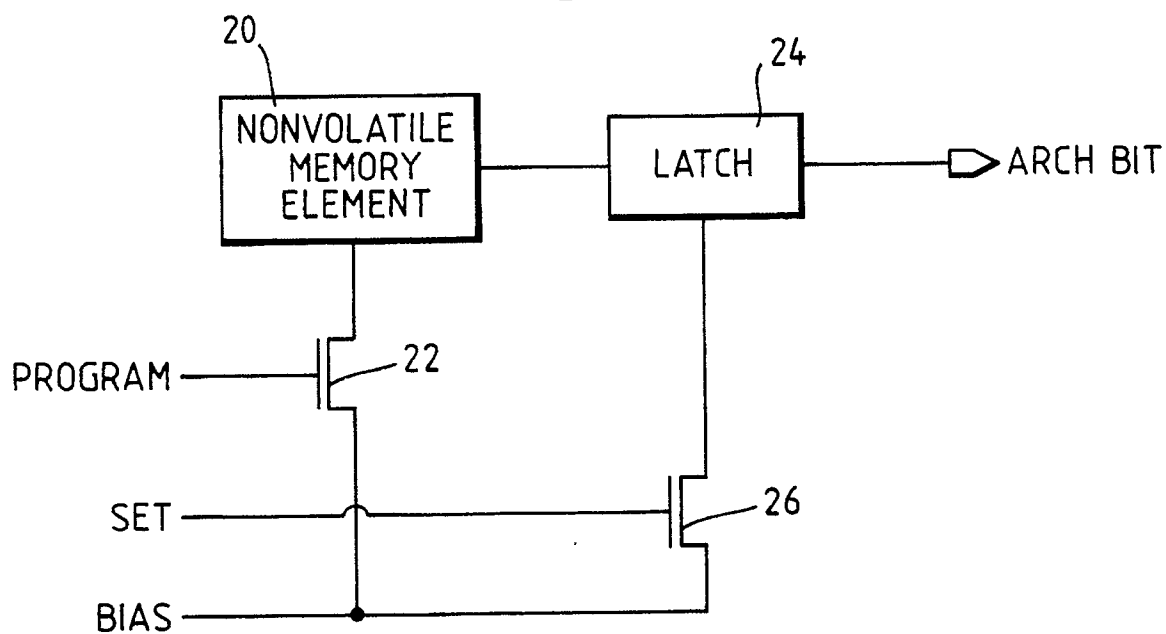 20
24
NONVOLATILE
MEMORY
ELEMENT
LATCH
ARCH BIT
22
PROGRAM
26
SET
BIAS